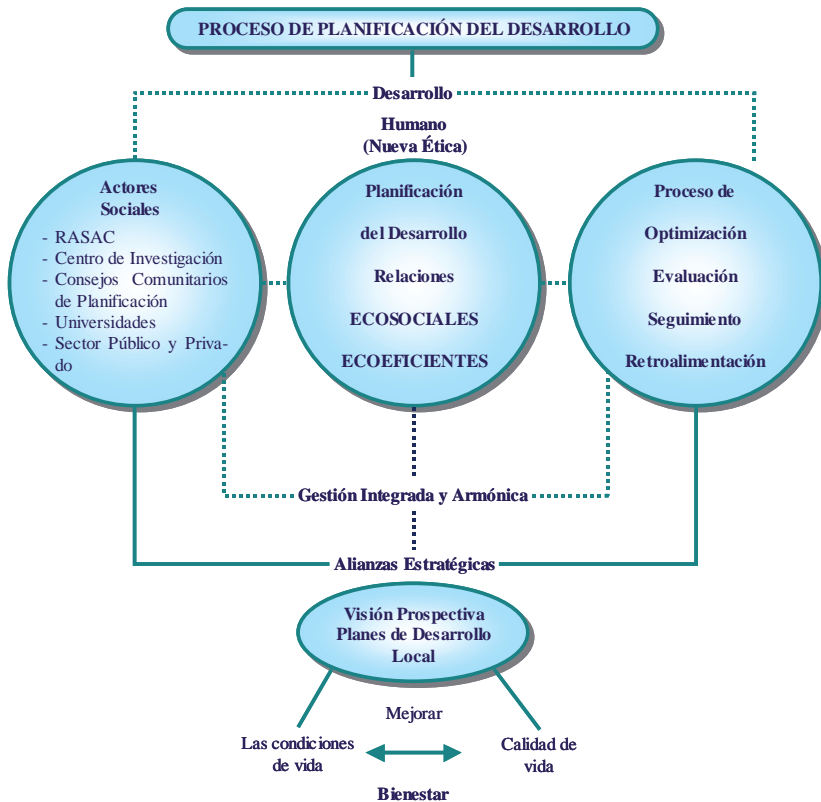 PROCESO DE PLANIFICACIÓN DEL DESARROLLO
Desarrollo
Humano
(Nueva Ética)
Actores
Sociales
- RASAC
- Centro de Investigación
- Consejos Comunitarios
de Planificación
- Universidades
- Sector Público y Priva-
do
Planificación
del Desarrollo
Relaciones
ECOSOCIALES
ECOEFICIENTES
Proceso de
Optimización
Evaluación
Seguimiento
Retroalimentación
Gestión Integrada y Armónica
Alianzas Estratégicas
Visión Prospectiva
Planes de Desarrollo
Local
Mejorar
Las condiciones
de vida
Calidad de
vida
Bienestar